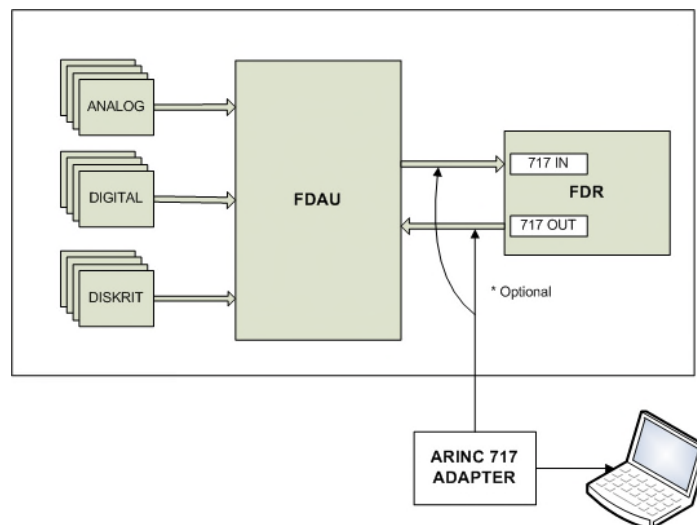 ANALOG
DIGITAL
DISKRIT
FDAU
717 IN
FDR
717 OUT
* Optional
ARINC 717
ADAPTER